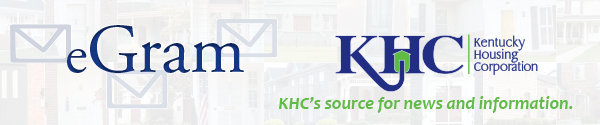 eGram
KHC
Kentucky
Housing
Corporation
KHC's source for news and information.